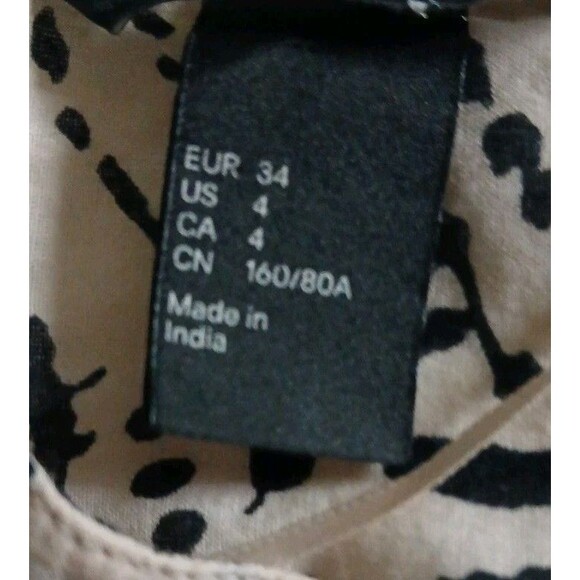 EUR 34
US 4
CA 4
CN 160/80A
Made in
India